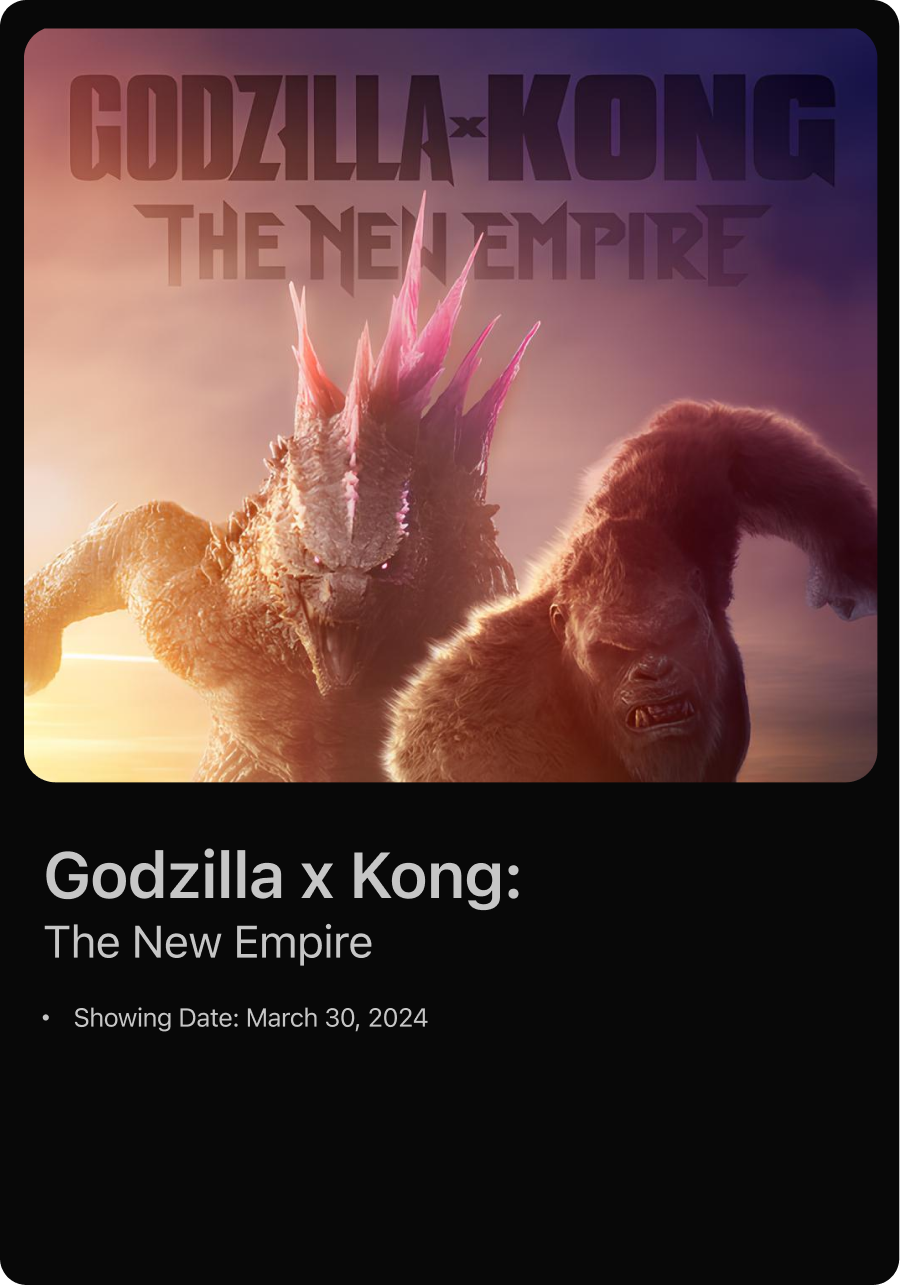 GODZILLA x KONG
THE NEW EMPIRE
Godzilla x Kong:
The New Empire
• Showing Date: March 30, 2024